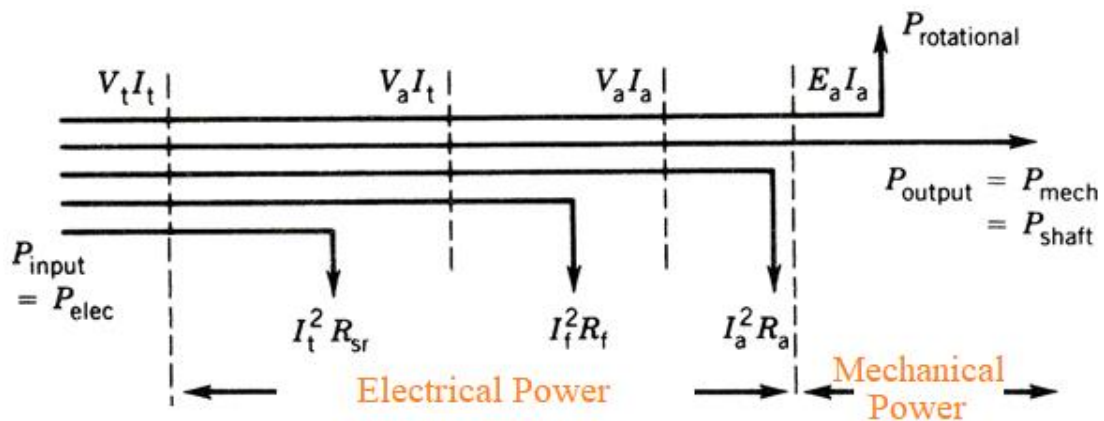 P_rotational
V_t I_t
V_a I_t
V_a I_a
E_a I_a
P_output = P_mech
= P_shaft
P_input
= P_elec
I_t^2 R_sr
I_f^2 R_f
I_a^2 R_a
Electrical Power
Mechanical
Power